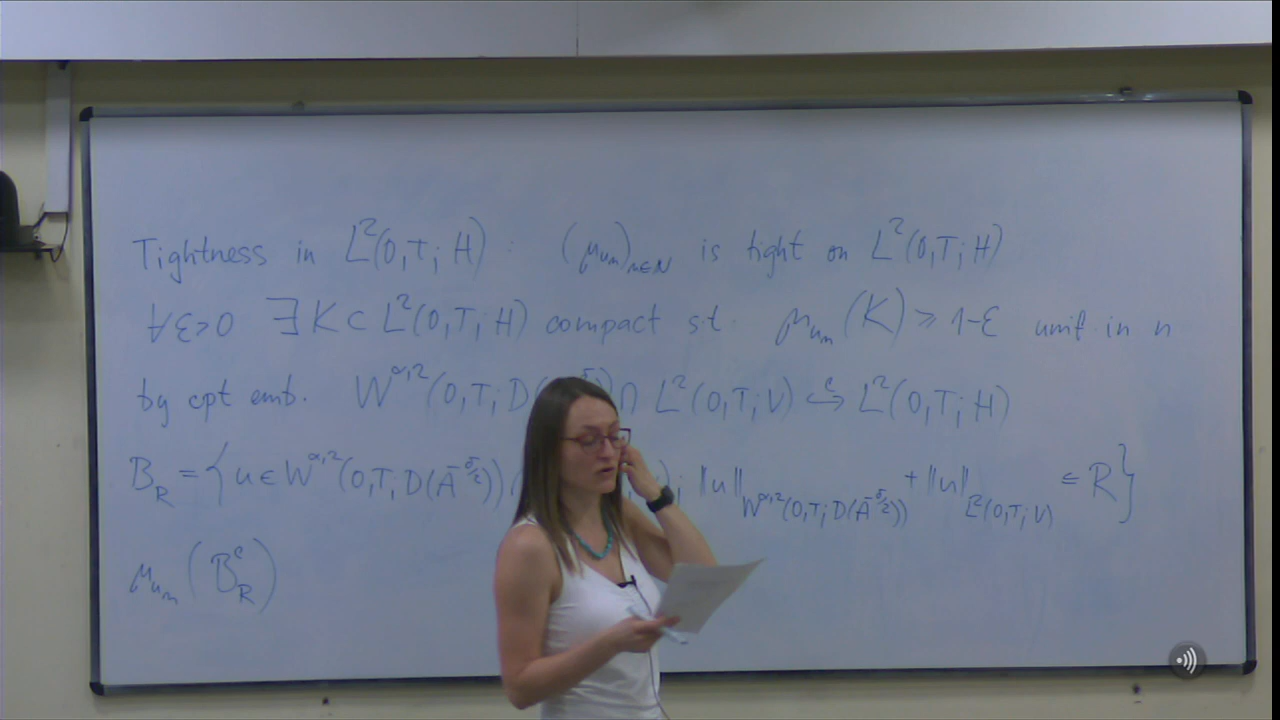 Tightness in L²(0,T; H) : (μ_{u_n})_{n∈N} is tight on L²(0,T; H)
∀ε>0 ∃ K ⊂ L²(0,T; H) compact s.t. μ_{u_n}(K) ≥ 1-ε unif in n
by cpt emb. W^{α,2}(0,T; D( ) ∩ L²(0,T; V) ↪^c L²(0,T; H)
B_R = { u ∈ W^{α,2}(0,T; D(A^{-σ/2})) ; ‖u‖_{W^{α,2}(0,T; D(A^{-σ/2}))} + ‖u‖_{L²(0,T; V)} ≤ R }
μ_{u_n}(B_R^c)